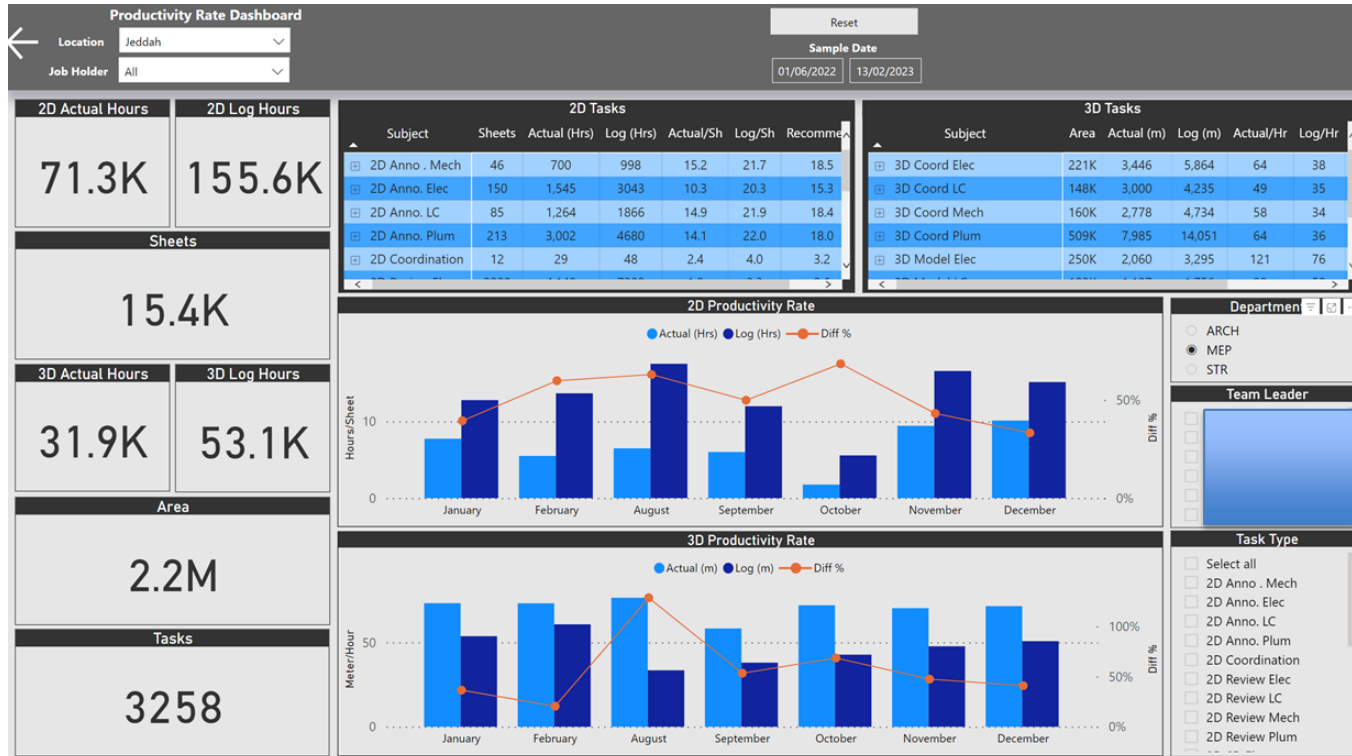 Productivity Rate Dashboard
Location Jeddah
Job Holder All
Reset
Sample Date
01/06/2022 13/02/2023
2D Actual Hours
71.3K
2D Log Hours
155.6K
Sheets
15.4K
3D Actual Hours
31.9K
3D Log Hours
53.1K
Area
2.2M
Tasks
3258
2D Tasks
Subject Sheets Actual (Hrs) Log (Hrs) Actual/Sh Log/Sh Recomme
2D Anno . Mech 46 700 998 15.2 21.7 18.5
2D Anno. Elec 150 1,545 3043 10.3 20.3 15.3
2D Anno. LC 85 1,264 1866 14.9 21.9 18.4
2D Anno. Plum 213 3,002 4680 14.1 22.0 18.0
2D Coordination 12 29 48 2.4 4.0 3.2
3D Tasks
Subject Area Actual (m) Log (m) Actual/Hr Log/Hr
3D Coord Elec 221K 3,446 5,864 64 38
3D Coord LC 148K 3,000 4,235 49 35
3D Coord Mech 160K 2,778 4,734 58 34
3D Coord Plum 509K 7,985 14,051 64 36
3D Model Elec 250K 2,060 3,295 121 76
2D Productivity Rate
Actual (Hrs) Log (Hrs) Diff %
Hours/Sheet
10
0
50%
0%
Diff %
January February August September October November December
3D Productivity Rate
Actual (m) Log (m) Diff %
Meter/Hour
50
0
100%
50%
0%
Diff %
January February August September October November December
Departmen
ARCH
MEP
STR
Team Leader
Task Type
Select all
2D Anno . Mech
2D Anno. Elec
2D Anno. LC
2D Anno. Plum
2D Coordination
2D Review Elec
2D Review LC
2D Review Mech
2D Review Plum